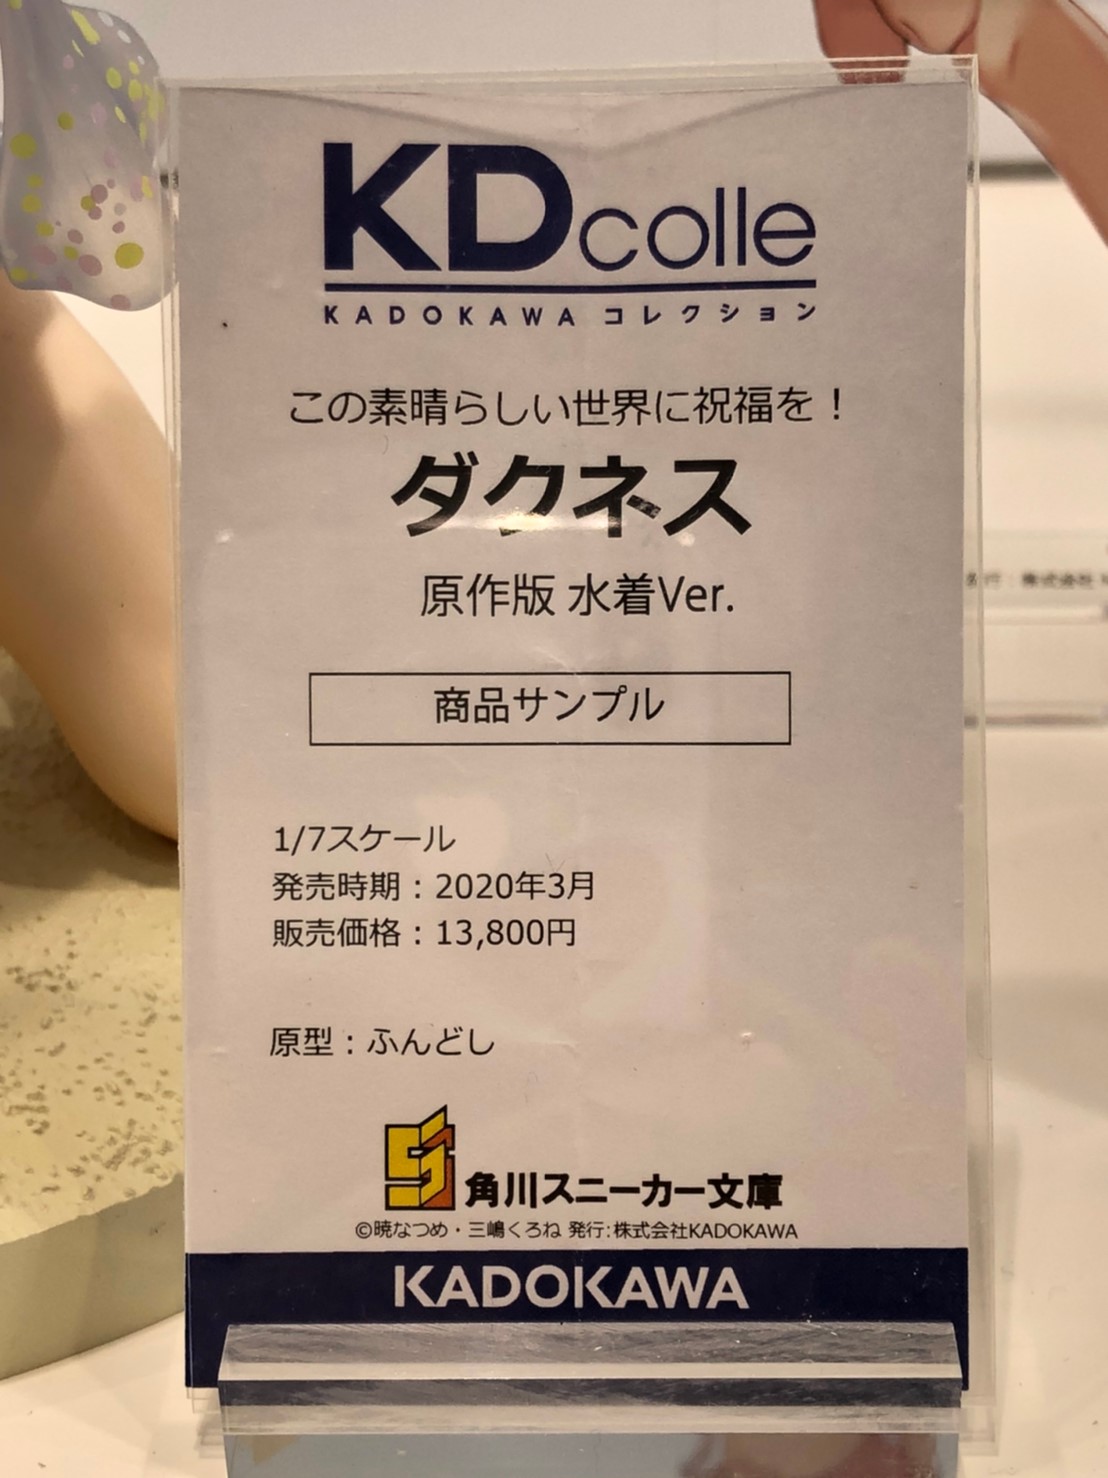 KDcolle
KADOKAWA コレクション
この素晴らしい世界に祝福を！
ダクネス
原作版 水着Ver.
商品サンプル
1/7スケール
発売時期：2020年3月
販売価格：13,800円
原型：ふんどし
角川スニーカー文庫
©暁なつめ・三嶋くろね 発行:株式会社KADOKAWA
KADOKAWA
株式会社